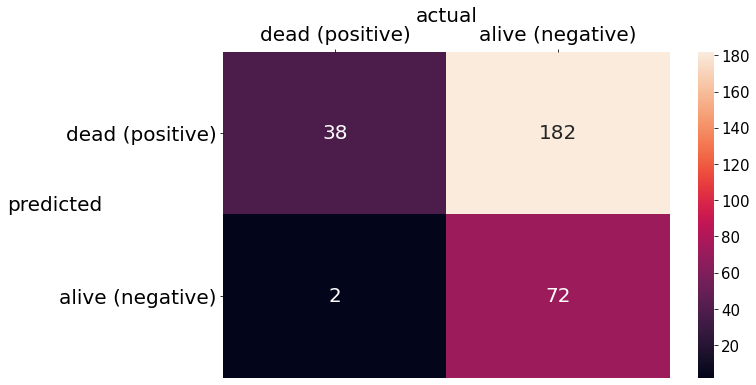 actual
dead (positive) alive (negative)
dead (positive) 38 182
predicted
alive (negative) 2 72
180
160
140
120
100
80
60
40
20